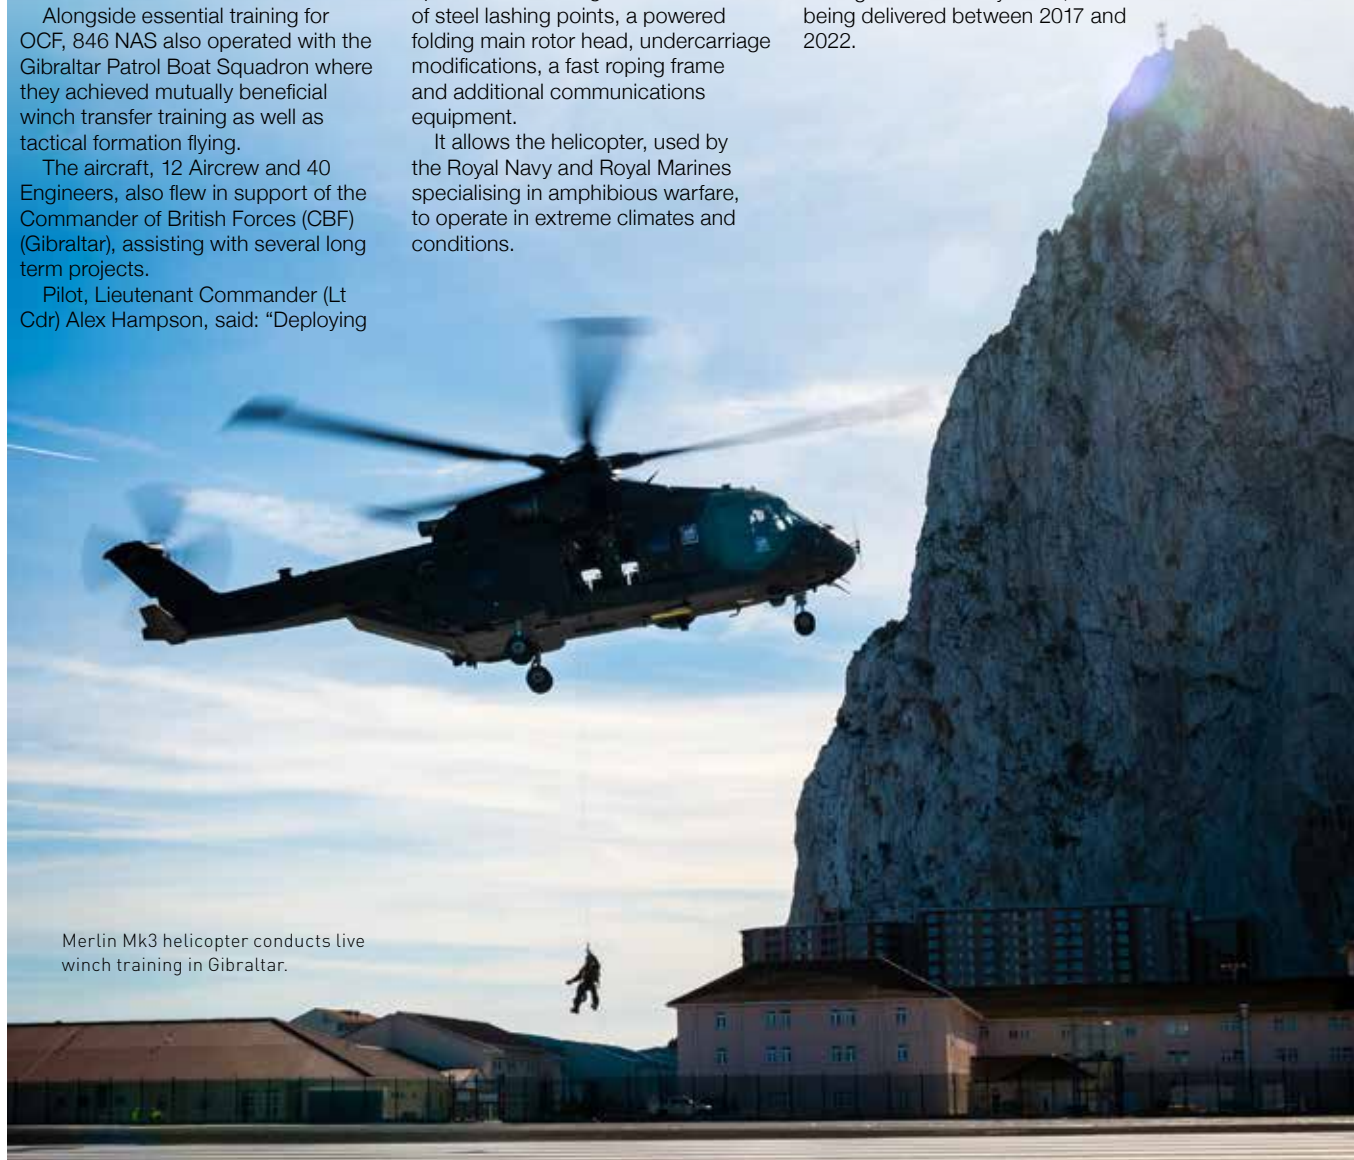 Alongside essential training for
OCF, 846 NAS also operated with the
Gibraltar Patrol Boat Squadron where
they achieved mutually beneficial
winch transfer training as well as
tactical formation flying.
The aircraft, 12 Aircrew and 40
Engineers, also flew in support of the
Commander of British Forces (CBF)
(Gibraltar), assisting with several long
term projects.
Pilot, Lieutenant Commander (Lt
Cdr) Alex Hampson, said: “Deploying
of steel lashing points, a powered
folding main rotor head, undercarriage
modifications, a fast roping frame
and additional communications
equipment.
It allows the helicopter, used by
the Royal Navy and Royal Marines
specialising in amphibious warfare,
to operate in extreme climates and
conditions.
being delivered between 2017 and
2022.
Merlin Mk3 helicopter conducts live
winch training in Gibraltar.